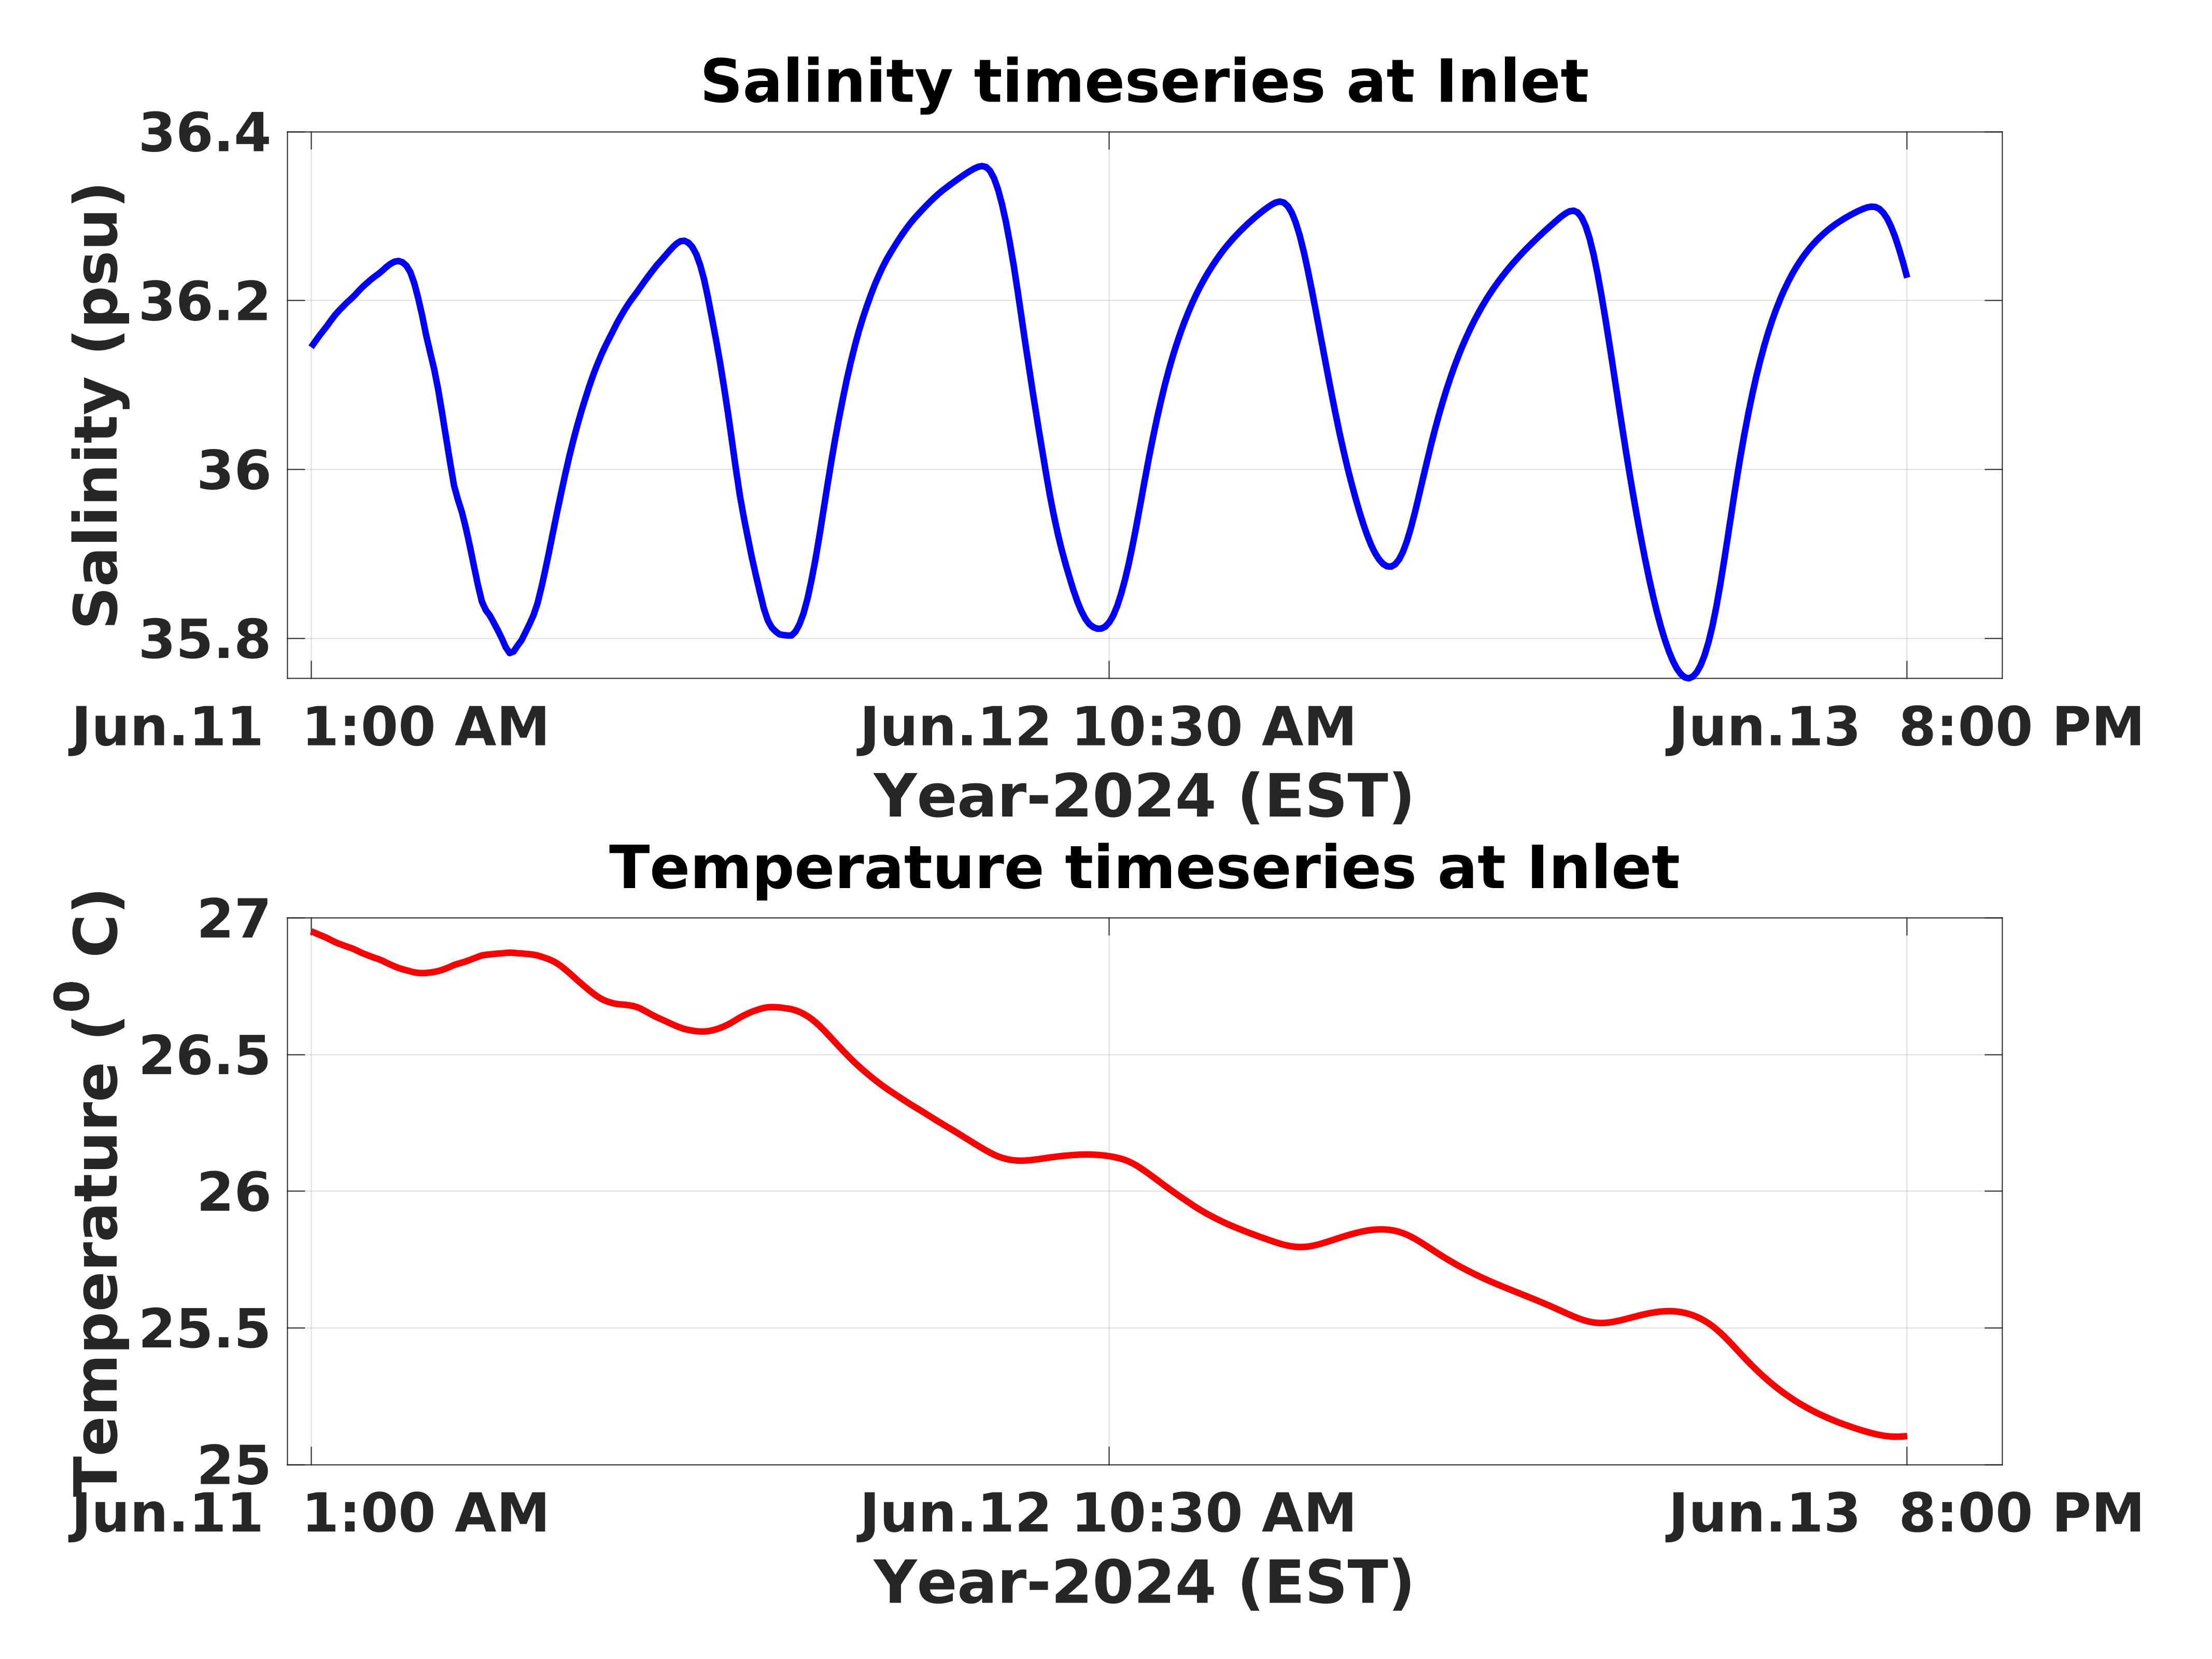 Salinity timeseries at Inlet
Salinity (psu)
36.4
36.2
36
35.8
Jun.11  1:00 AM
Jun.12 10:30 AM
Jun.13  8:00 PM
Year-2024 (EST)
Temperature timeseries at Inlet
Temperature (⁰ C)
27
26.5
26
25.5
25
Jun.11  1:00 AM
Jun.12 10:30 AM
Jun.13  8:00 PM
Year-2024 (EST)